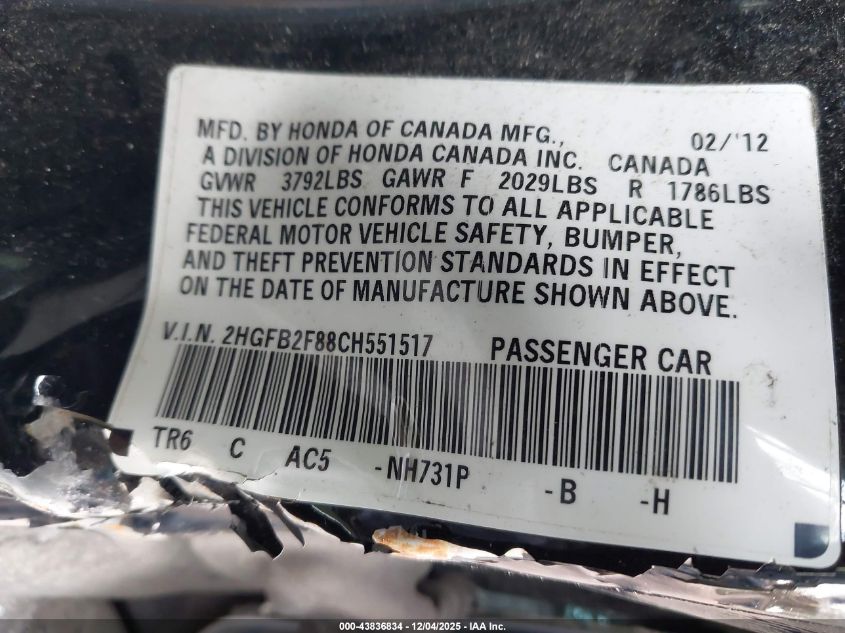 MFD. BY HONDA OF CANADA MFG., 02/'12
A DIVISION OF HONDA CANADA INC. CANADA
GVWR 3792LBS GAWR F 2029LBS R 1786LBS
THIS VEHICLE CONFORMS TO ALL APPLICABLE
FEDERAL MOTOR VEHICLE SAFETY, BUMPER,
AND THEFT PREVENTION STANDARDS IN EFFECT
ON THE DATE OF MANUFACTURE SHOWN ABOVE.
V.I.N. 2HGFB2F88CH551517 PASSENGER CAR
TR6 C AC5 -NH731P -B -H
000-43836834 - 12/04/2025 - IAA Inc.